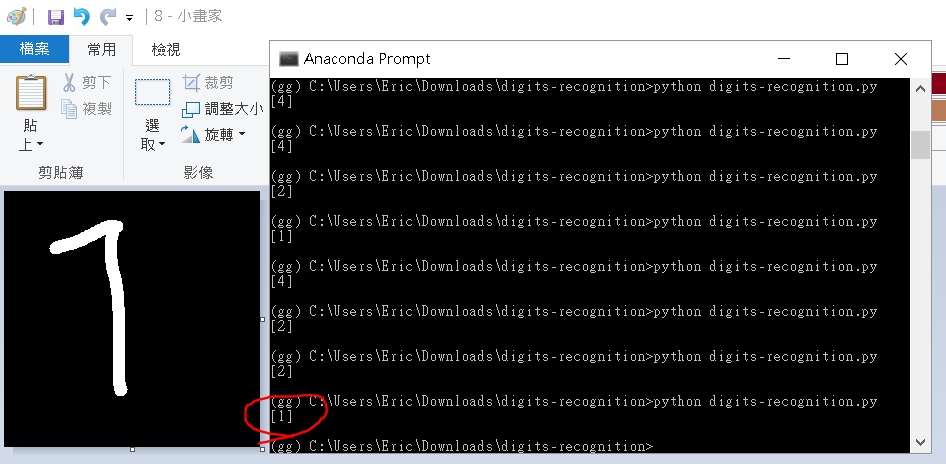 8 - 小畫家
檔案 常用 檢視
貼上
剪下
複製
剪貼簿
選取
裁剪
調整大小
旋轉
影像
1
Anaconda Prompt
(gg) C:\Users\Eric\Downloads\digits-recognition>python digits-recognition.py
[4]
(gg) C:\Users\Eric\Downloads\digits-recognition>python digits-recognition.py
[4]
(gg) C:\Users\Eric\Downloads\digits-recognition>python digits-recognition.py
[2]
(gg) C:\Users\Eric\Downloads\digits-recognition>python digits-recognition.py
[1]
(gg) C:\Users\Eric\Downloads\digits-recognition>python digits-recognition.py
[4]
(gg) C:\Users\Eric\Downloads\digits-recognition>python digits-recognition.py
[2]
(gg) C:\Users\Eric\Downloads\digits-recognition>python digits-recognition.py
[2]
(gg) C:\Users\Eric\Downloads\digits-recognition>python digits-recognition.py
[1]
(gg) C:\Users\Eric\Downloads\digits-recognition>